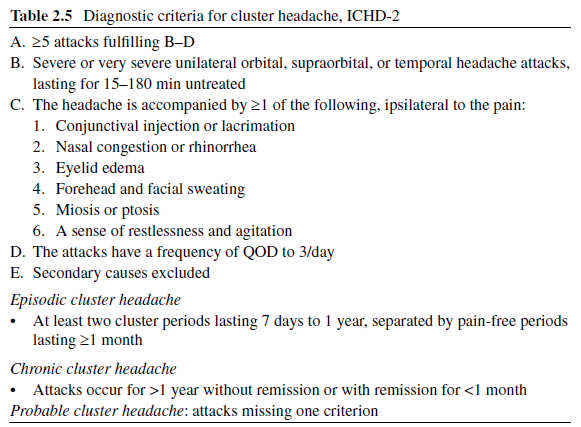 Table 2.5 Diagnostic criteria for cluster headache, ICHD-2
A. ≥5 attacks fulfilling B–D
B. Severe or very severe unilateral orbital, supraorbital, or temporal headache attacks,
lasting for 15–180 min untreated
C. The headache is accompanied by ≥1 of the following, ipsilateral to the pain:
1. Conjunctival injection or lacrimation
2. Nasal congestion or rhinorrhea
3. Eyelid edema
4. Forehead and facial sweating
5. Miosis or ptosis
6. A sense of restlessness and agitation
D. The attacks have a frequency of QOD to 3/day
E. Secondary causes excluded
Episodic cluster headache
• At least two cluster periods lasting 7 days to 1 year, separated by pain-free periods
lasting ≥1 month
Chronic cluster headache
• Attacks occur for >1 year without remission or with remission for <1 month
Probable cluster headache: attacks missing one criterion